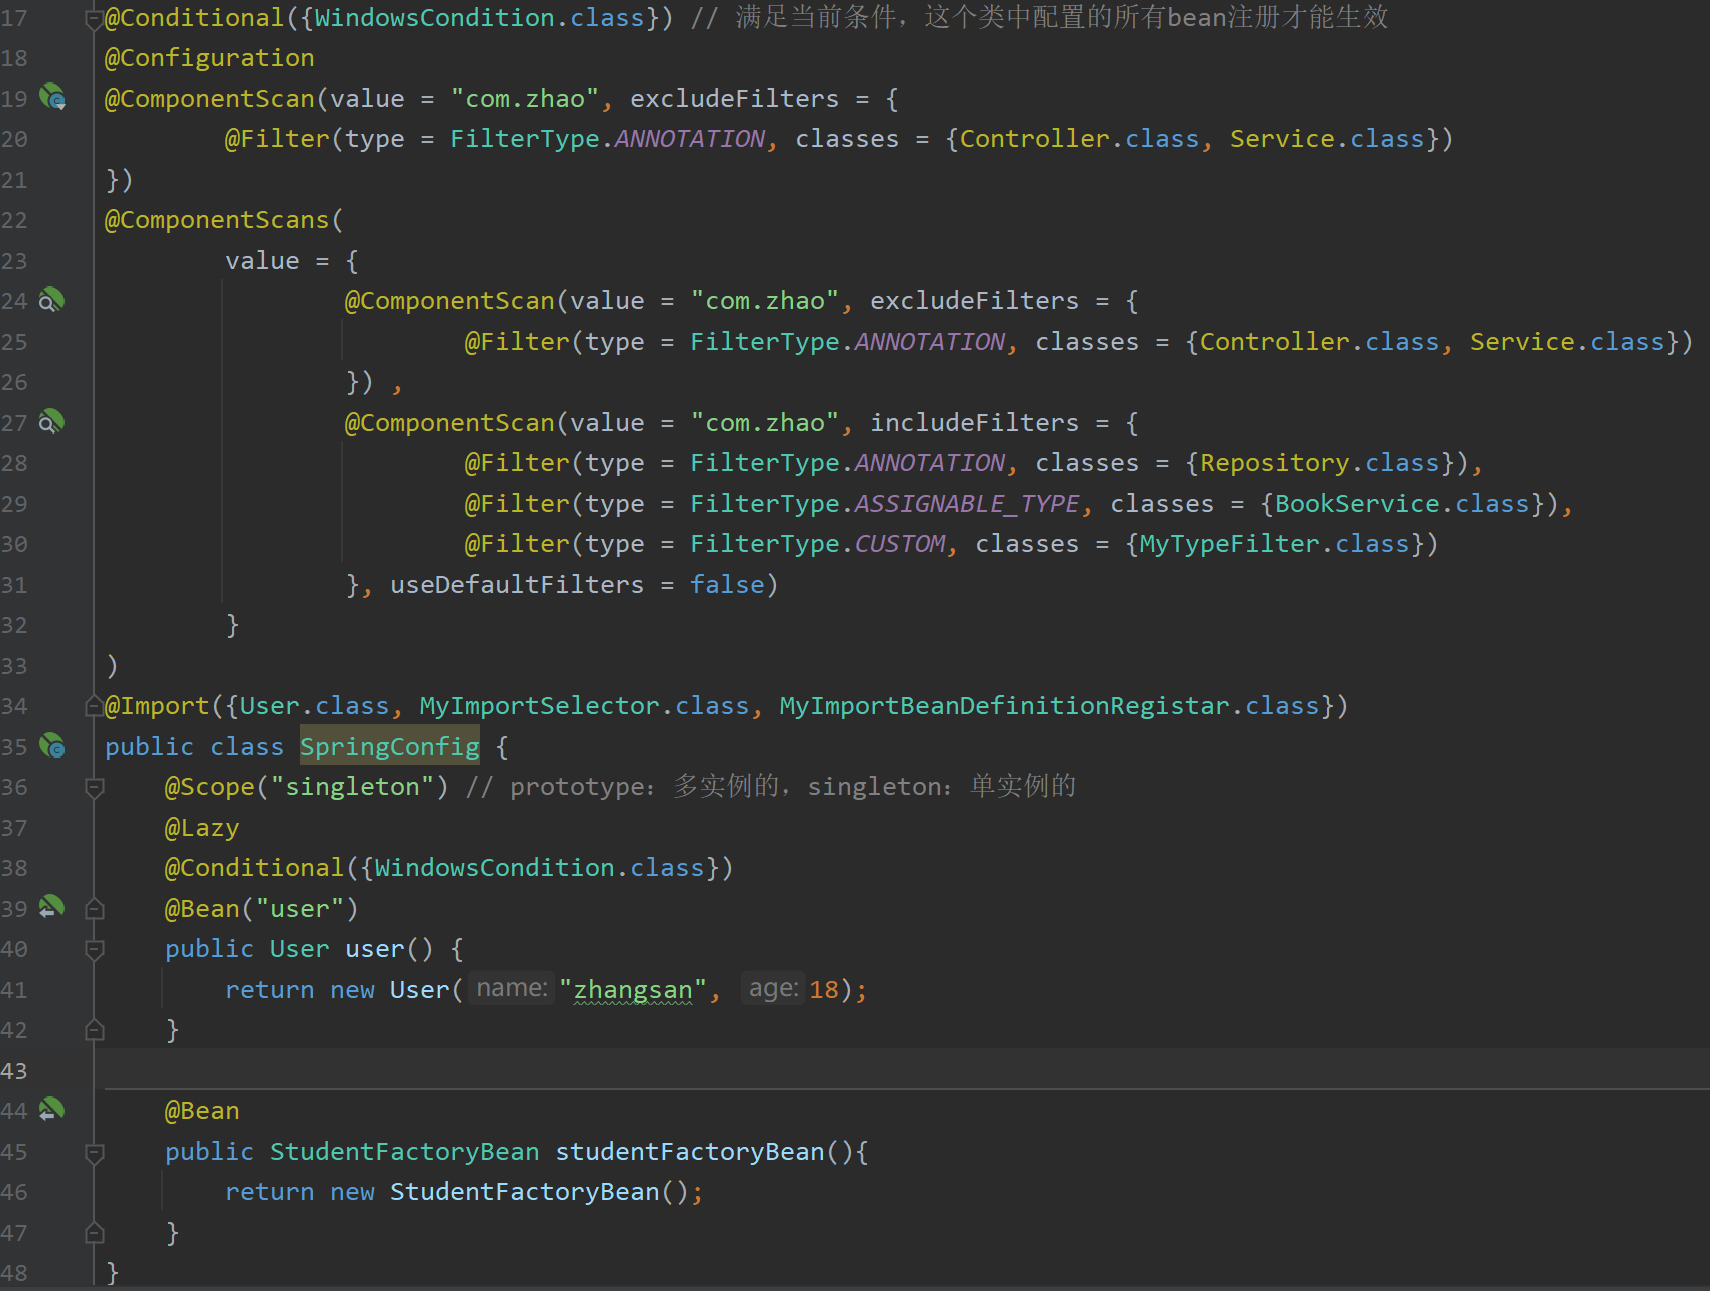 17 @Conditional({WindowsCondition.class}) // 满足当前条件，这个类中配置的所有bean注册才能生效
18 @Configuration
19 @ComponentScan(value = "com.zhao", excludeFilters = {
20 @Filter(type = FilterType.ANNOTATION, classes = {Controller.class, Service.class})
21 })
22 @ComponentScans(
23 value = {
24 @ComponentScan(value = "com.zhao", excludeFilters = {
25 @Filter(type = FilterType.ANNOTATION, classes = {Controller.class, Service.class})
26 }) ,
27 @ComponentScan(value = "com.zhao", includeFilters = {
28 @Filter(type = FilterType.ANNOTATION, classes = {Repository.class}),
29 @Filter(type = FilterType.ASSIGNABLE_TYPE, classes = {BookService.class}),
30 @Filter(type = FilterType.CUSTOM, classes = {MyTypeFilter.class})
31 }, useDefaultFilters = false)
32 }
33 )
34 @Import({User.class, MyImportSelector.class, MyImportBeanDefinitionRegistar.class})
35 public class SpringConfig {
36 @Scope("singleton") // prototype：多实例的，singleton：单实例的
37 @Lazy
38 @Conditional({WindowsCondition.class})
39 @Bean("user")
40 public User user() {
41 return new User( name: "zhangsan", age: 18);
42 }
43
44 @Bean
45 public StudentFactoryBean studentFactoryBean(){
46 return new StudentFactoryBean();
47 }
48 }